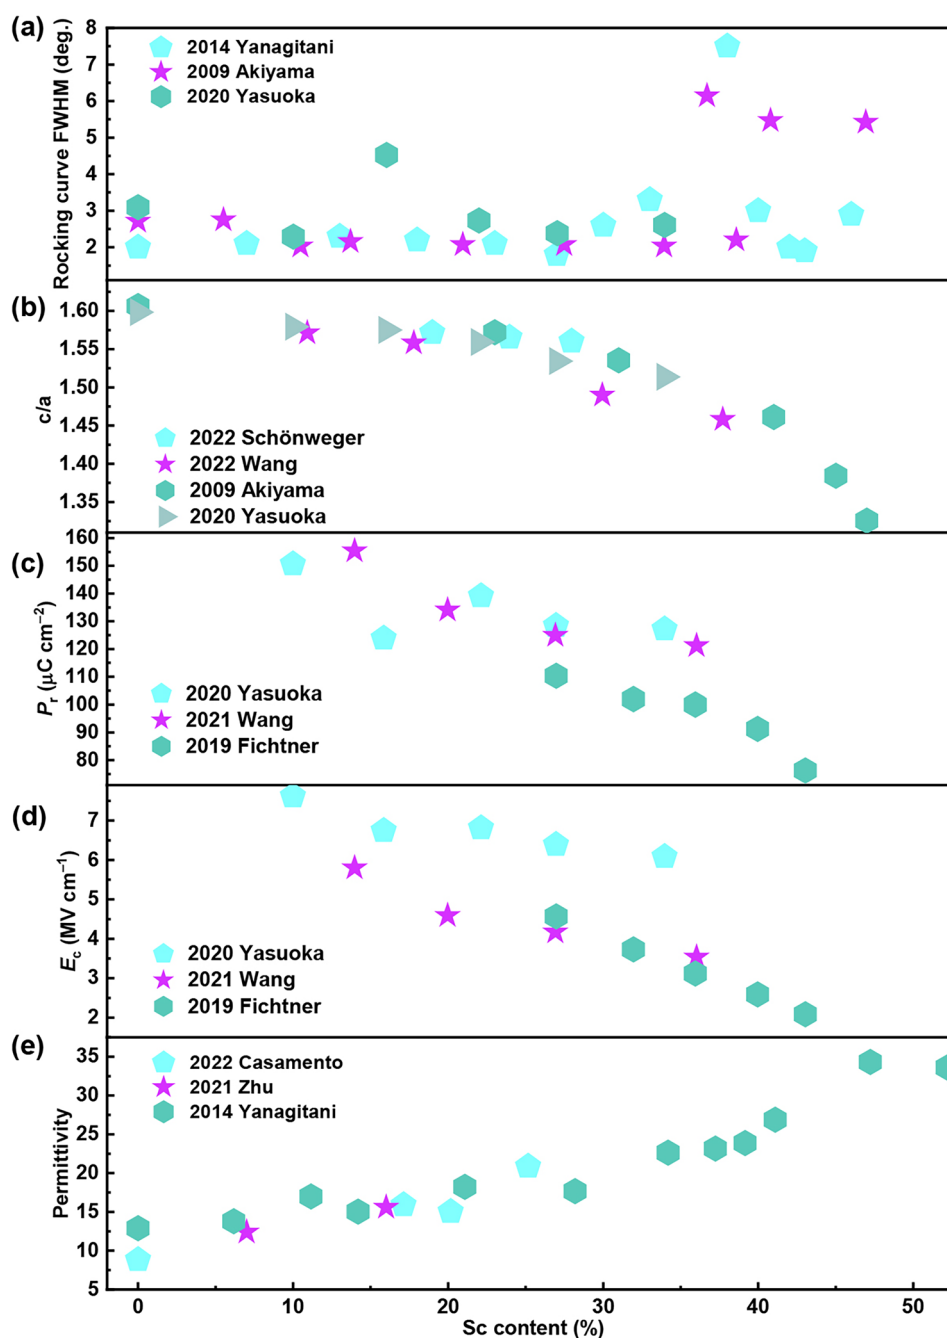 (a)
Rocking curve FWHM (deg.)
8
7
6
5
4
3
2
2014 Yanagitani
2009 Akiyama
2020 Yasuoka
(b)
c/a
1.60
1.55
1.50
1.45
1.40
1.35
2022 Schönweger
2022 Wang
2009 Akiyama
2020 Yasuoka
(c)
Pr (μC cm−2)
160
150
140
130
120
110
100
90
80
2020 Yasuoka
2021 Wang
2019 Fichtner
(d)
Ec (MV cm−1)
7
6
5
4
3
2
2020 Yasuoka
2021 Wang
2019 Fichtner
(e)
Permittivity
35
30
25
20
15
10
5
2022 Casamento
2021 Zhu
2014 Yanagitani
0 10 20 30 40 50
Sc content (%)